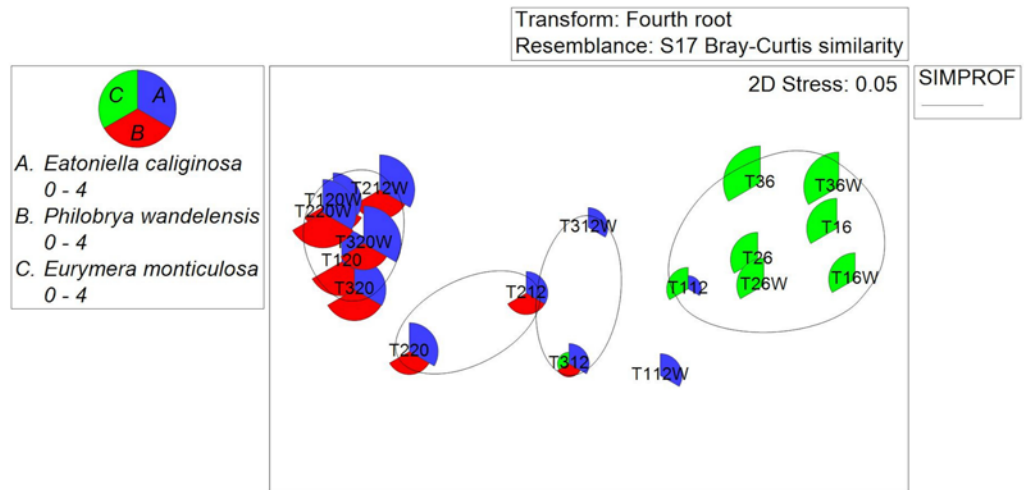 Transform: Fourth root
Resemblance: S17 Bray-Curtis similarity
C A
B
A. Eatoniella caliginosa
0 - 4
B. Philobrya wandelensis
0 - 4
C. Eurymera monticulosa
0 - 4
2D Stress: 0.05
SIMPROF
T212W
T120W
T220W
T320W
T120
T320
T220
T212
T312W
T312
T112W
T112
T36
T36W
T16
T26
T26W
T16W